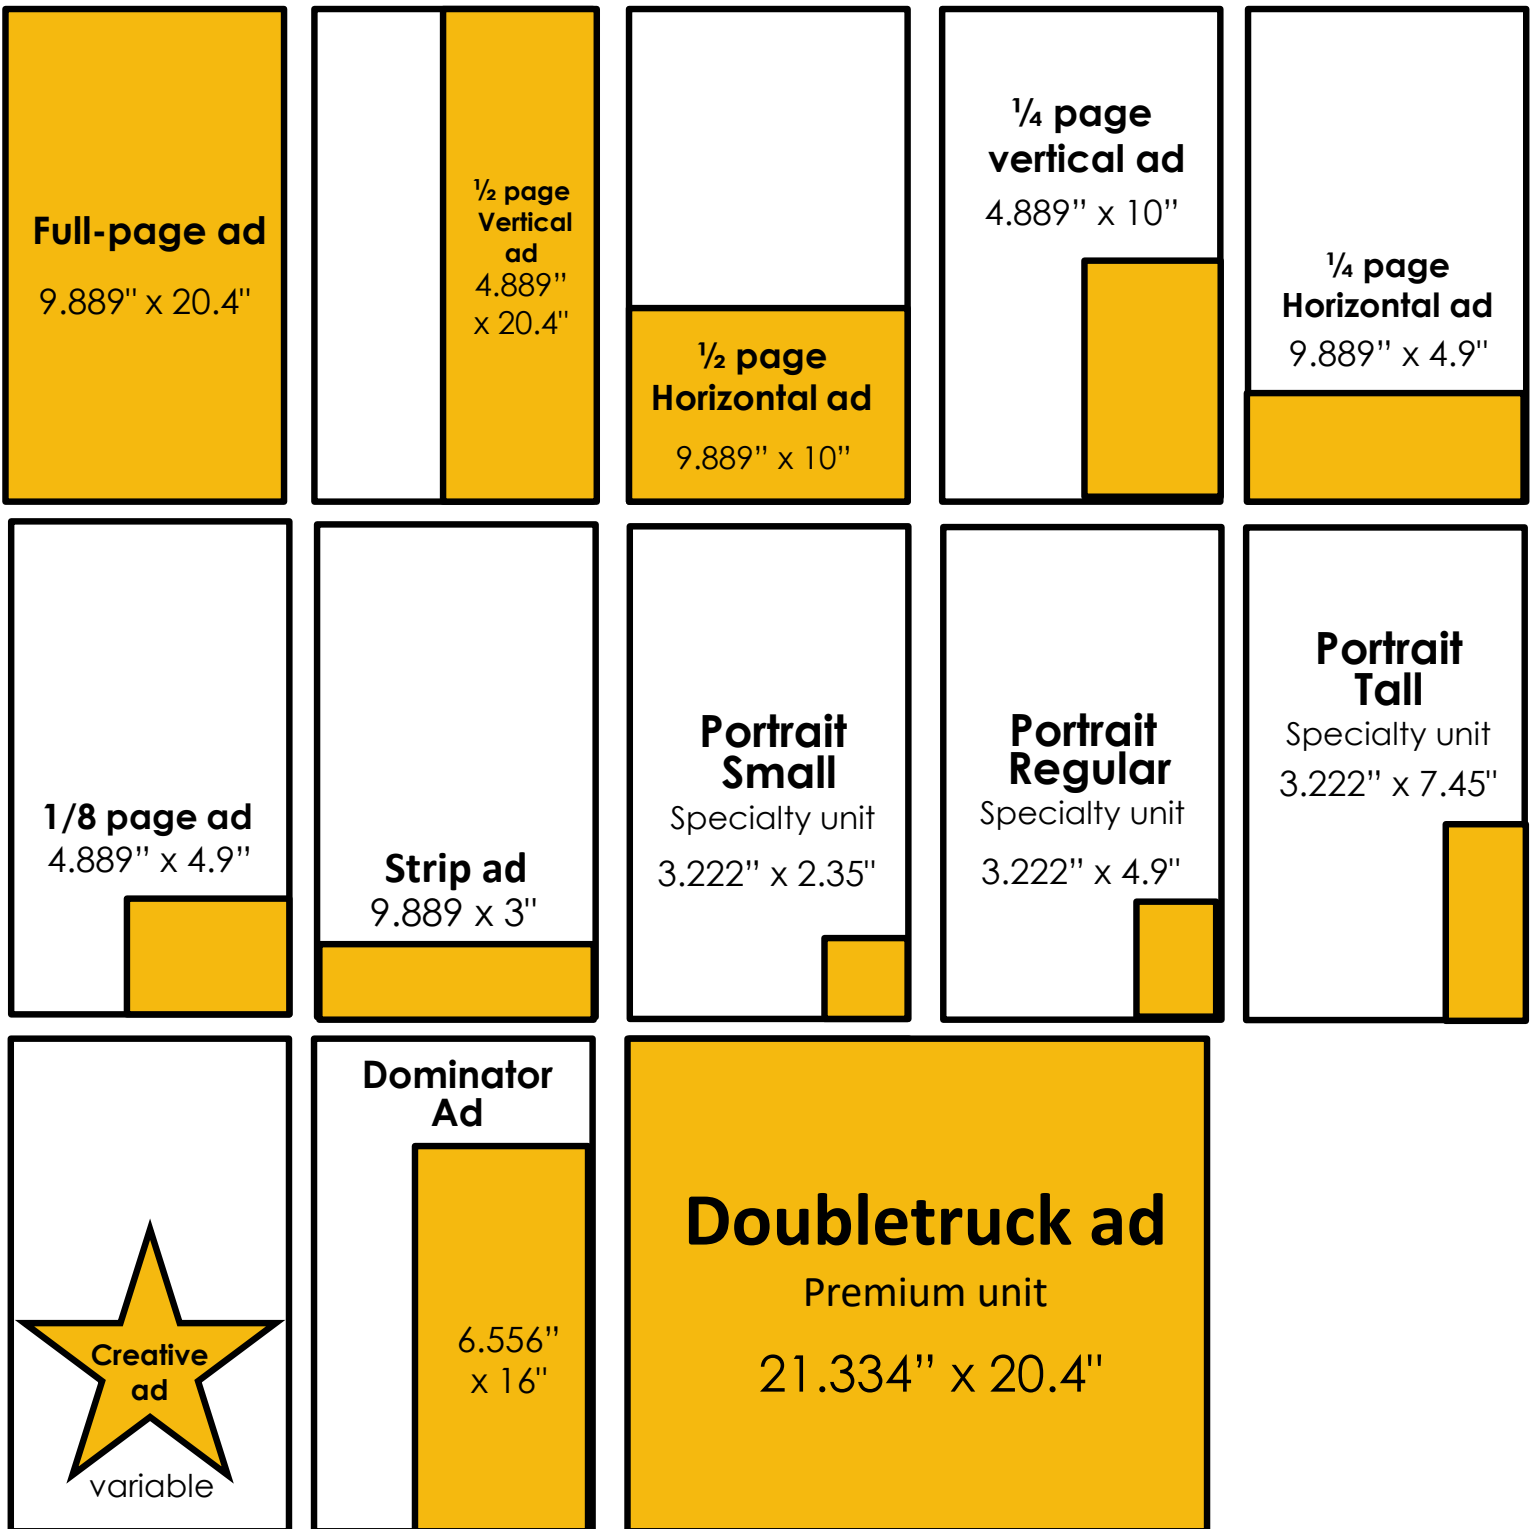 Full-page ad
9.889" x 20.4"
½ page
Vertical
ad
4.889”
x 20.4"
½ page
Horizontal ad
9.889” x 10”
¼ page
vertical ad
4.889” x 10”
¼ page
Horizontal ad
9.889” x 4.9"
1/8 page ad
4.889” x 4.9”
Strip ad
9.889 x 3"
Portrait
Small
Specialty unit
3.222” x 2.35"
Portrait
Regular
Specialty unit
3.222” x 4.9"
Portrait
Tall
Specialty unit
3.222” x 7.45"
Creative
ad
variable
Dominator
Ad
6.556”
x 16"
Doubletruck ad
Premium unit
21.334” x 20.4"